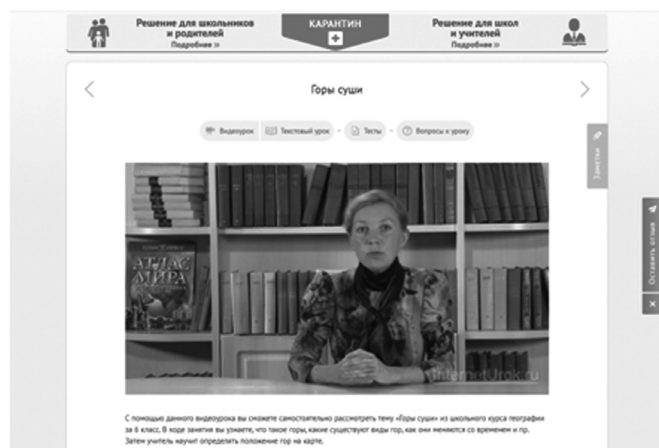 Решение для школьников
и родителей
Подробнее »
КАРАНТИН
Решение для школ
и учителей
Подробнее »
Горы суши
Видеоурок
Текстовый урок
Тесты
Вопросы к уроку
Заметки
Оставить отзыв
АТЛАС
МИРА
InternetUrok.ru
С помощью данного видеоурока вы сможете самостоятельно рассмотреть тему «Горы суши» из школьного курса географии
за 6 класс. В ходе занятия вы узнаете, что такое горы, какие существуют виды гор, как они меняются со временем и пр.
Затем учитель научит определять положение гор на карте.